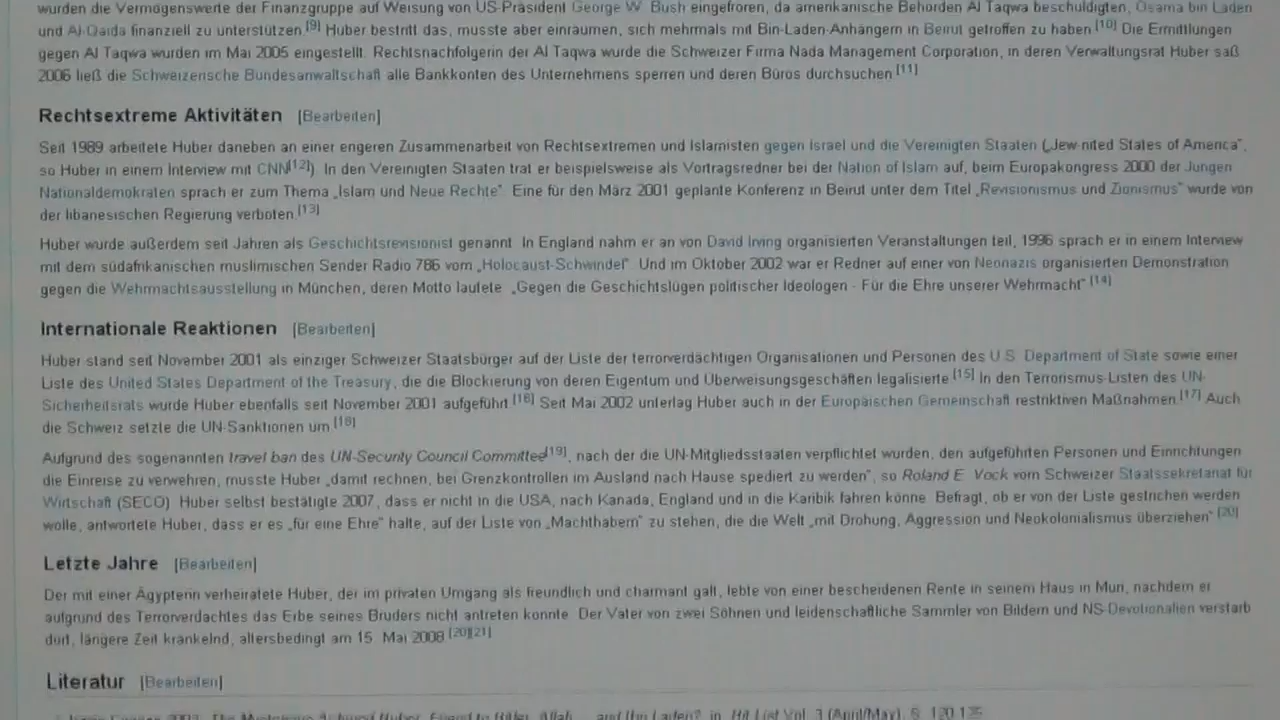 wurden die Vermögenswerte der Finanzgruppe auf Weisung von US-Präsident George W. Bush eingefroren, da amerikanische Behörden Al Taqwa beschuldigten, Osama bin Laden
und Al-Qaida finanziell zu unterstützen.[9] Huber bestritt das, musste aber einräumen, sich mehrmals mit Bin-Laden-Anhängern in Beirut getroffen zu haben.[10] Die Ermittlungen
gegen Al Taqwa wurden im Mai 2005 eingestellt. Rechtsnachfolgerin der Al Taqwa wurde die Schweizer Firma Nada Management Corporation, in deren Verwaltungsrat Huber saß.
2006 ließ die Schweizerische Bundesanwaltschaft alle Bankkonten des Unternehmens sperren und deren Büros durchsuchen.[11]
Rechtsextreme Aktivitäten [Bearbeiten]
Seit 1989 arbeitete Huber daneben an einer engeren Zusammenarbeit von Rechtsextremen und Islamisten gegen Israel und die Vereinigten Staaten („Jew-nited States of America",
so Huber in einem Interview mit CNN[12]). In den Vereinigten Staaten trat er beispielsweise als Vortragsredner bei der Nation of Islam auf, beim Europakongress 2000 der Jungen
Nationaldemokraten sprach er zum Thema „Islam und Neue Rechte". Eine für den März 2001 geplante Konferenz in Beirut unter dem Titel „Revisionismus und Zionismus" wurde von
der libanesischen Regierung verboten.[13]
Huber wurde außerdem seit Jahren als Geschichtsrevisionist genannt. In England nahm er an von David Irving organisierten Veranstaltungen teil, 1996 sprach er in einem Interview
mit dem südafrikanischen muslimischen Sender Radio 786 vom „Holocaust-Schwindel". Und im Oktober 2002 war er Redner auf einer von Neonazis organisierten Demonstration
gegen die Wehrmachtsausstellung in München, deren Motto lautete: „Gegen die Geschichtslügen politischer Ideologen - Für die Ehre unserer Wehrmacht".[14]
Internationale Reaktionen [Bearbeiten]
Huber stand seit November 2001 als einziger Schweizer Staatsbürger auf der Liste der terrorverdächtigen Organisationen und Personen des U.S. Department of State sowie einer
Liste des United States Department of the Treasury, die die Blockierung von deren Eigentum und Überweisungsgeschäften legalisierte.[15] In den Terrorismus-Listen des UN-
Sicherheitsrats wurde Huber ebenfalls seit November 2001 aufgeführt.[16] Seit Mai 2002 unterlag Huber auch in der Europäischen Gemeinschaft restriktiven Maßnahmen.[17] Auch
die Schweiz setzte die UN-Sanktionen um.[18]
Aufgrund des sogenannten travel ban des UN-Security Council Committee[19], nach der die UN-Mitgliedsstaaten verpflichtet wurden, den aufgeführten Personen und Einrichtungen
die Einreise zu verwehren, musste Huber „damit rechnen, bei Grenzkontrollen im Ausland nach Hause spediert zu werden", so Roland E. Vock vom Schweizer Staatssekretariat für
Wirtschaft (SECO). Huber selbst bestätigte 2007, dass er nicht in die USA, nach Kanada, England und in die Karibik fahren könne. Befragt, ob er von der Liste gestrichen werden
wolle, antwortete Huber, dass er es „für eine Ehre" halte, auf der Liste von „Machthabern" zu stehen, die die Welt „mit Drohung, Aggression und Neokolonialismus überziehen".[20]
Letzte Jahre [Bearbeiten]
Der mit einer Ägypterin verheiratete Huber, der im privaten Umgang als freundlich und charmant galt, lebte von einer bescheidenen Rente in seinem Haus in Muri, nachdem er
aufgrund des Terrorverdachtes das Erbe seines Bruders nicht antreten konnte. Der Vater von zwei Söhnen und leidenschaftliche Sammler von Bildern und NS-Devotionalien verstarb
dort, längere Zeit kränkelnd, altersbedingt am 15. Mai 2008.[20][21]
Literatur [Bearbeiten]
2002: The Mysterious Achmed Huber: Friend to Hitler, Allah ... and Ibn Laden?, in: Hit List Vol. 3 (April/May), S.